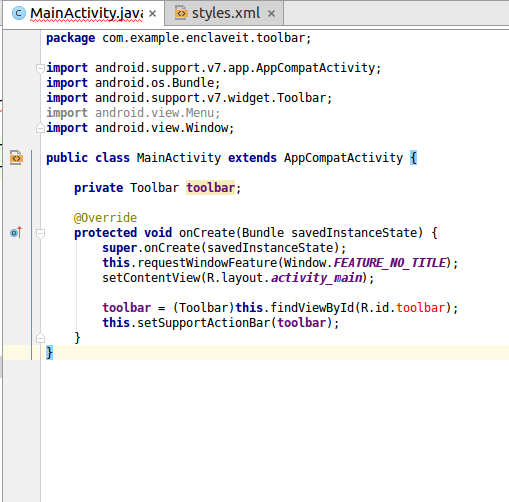 MainActivity.java × styles.xml ×
package com.example.enclaveit.toolbar;
import android.support.v7.app.AppCompatActivity;
import android.os.Bundle;
import android.support.v7.widget.Toolbar;
import android.view.Menu;
import android.view.Window;
public class MainActivity extends AppCompatActivity {
private Toolbar toolbar;
@Override
protected void onCreate(Bundle savedInstanceState) {
super.onCreate(savedInstanceState);
this.requestWindowFeature(Window.FEATURE_NO_TITLE);
setContentView(R.layout.activity_main);
toolbar = (Toolbar)this.findViewById(R.id.toolbar);
this.setSupportActionBar(toolbar);
}
}